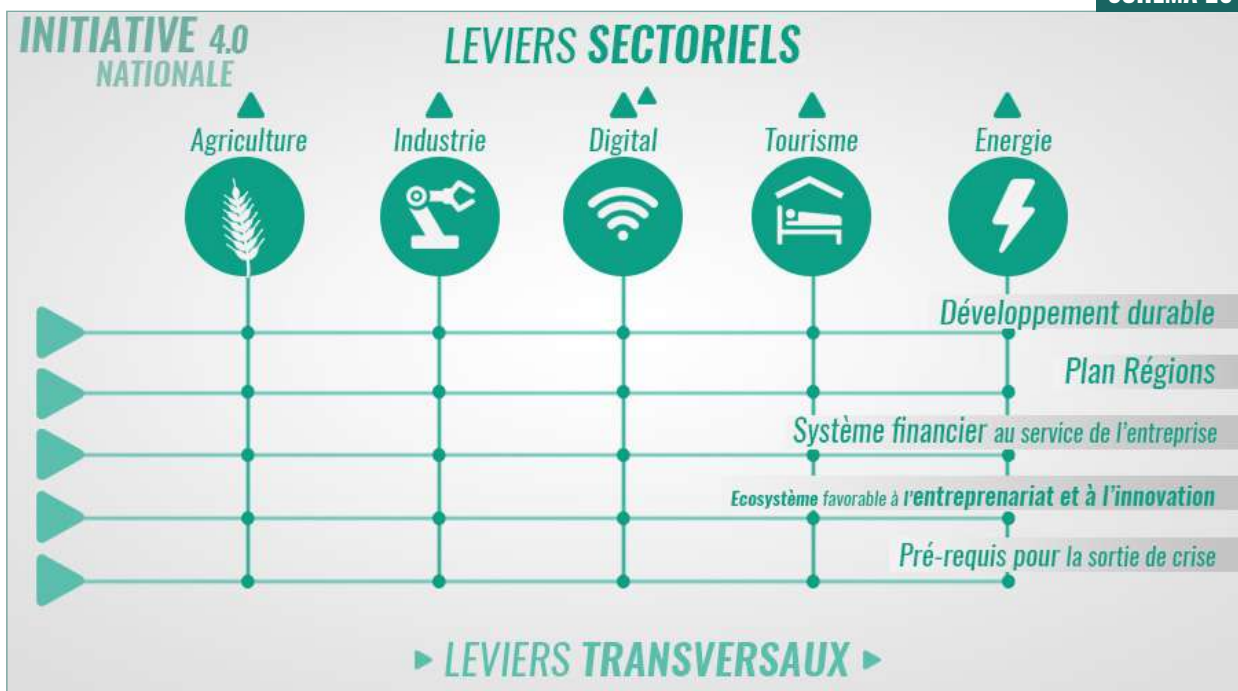 INITIATIVE 4.0
NATIONALE
LEVIERS SECTORIELS
Agriculture
Industrie
Digital
Tourisme
Energie
Développement durable
Plan Régions
Système financier au service de l'entreprise
Ecosystème favorable à l'entreprenariat et à l'innovation
Pré-requis pour la sortie de crise
LEVIERS TRANSVERSAUX